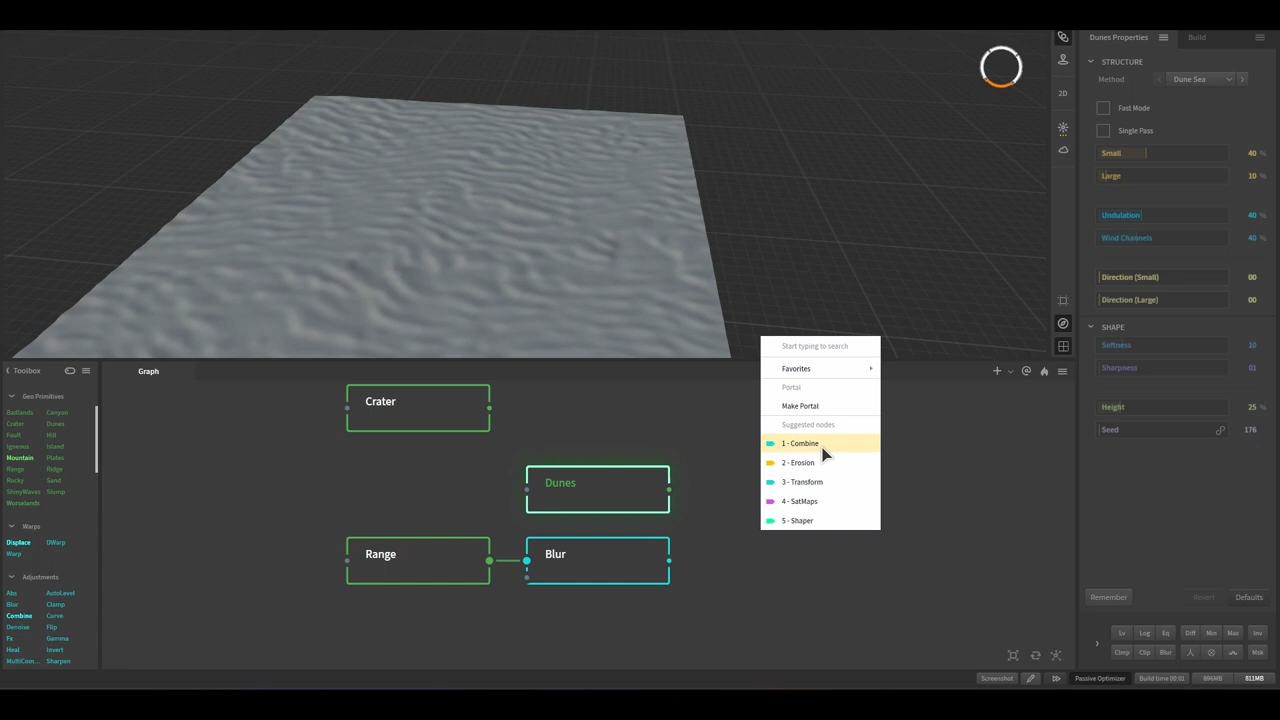 Dunes Properties
Build
STRUCTURE
Method
Dune Sea
Fast Mode
Single Pass
Small 40 %
Large 10 %
Undulation 40 %
Wind Channels 40 %
Direction (Small) 00
Direction (Large) 00
SHAPE
Softness 10
Sharpness 01
Height 25 %
Seed 176
Remember Revert Defaults
Lv Log Eq Diff Min Max Inv
Clmp Clip Blur Msk
2D
Start typing to search
Favorites
Portal
Make Portal
Suggested nodes
1 - Combine
2 - Erosion
3 - Transform
4 - SatMaps
5 - Shaper
Toolbox
Graph
Gen Primitives
Badlands Canyon
Crater Dunes
Fault Hill
Igneous Island
Mountain Plates
Range Ridge
Rocky Sand
ShinyWaves Slump
Worselands
Warps
Displace DWarp
Warp
Adjustments
Abs AutoLevel
Blur Clamp
Combine Curve
Denoise Flip
Fx Gamma
Heal Invert
MultiCom... Sharpen
Crater
Dunes
Range
Blur
Screenshot
Passive Optimizer
Build time 00:01
896MB
811MB